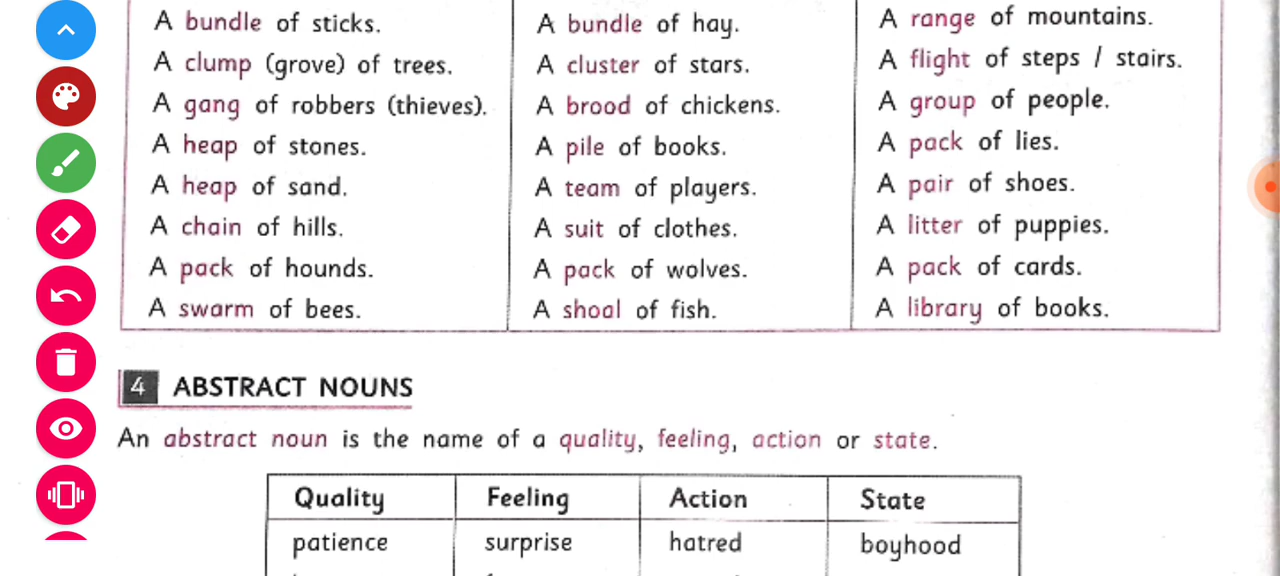 A bundle of sticks.
A clump (grove) of trees.
A gang of robbers (thieves).
A heap of stones.
A heap of sand.
A chain of hills.
A pack of hounds.
A swarm of bees.
A bundle of hay.
A cluster of stars.
A brood of chickens.
A pile of books.
A team of players.
A suit of clothes.
A pack of wolves.
A shoal of fish.
A range of mountains.
A flight of steps / stairs.
A group of people.
A pack of lies.
A pair of shoes.
A litter of puppies.
A pack of cards.
A library of books.
4 ABSTRACT NOUNS
An abstract noun is the name of a quality, feeling, action or state.
Quality Feeling Action State
patience surprise hatred boyhood